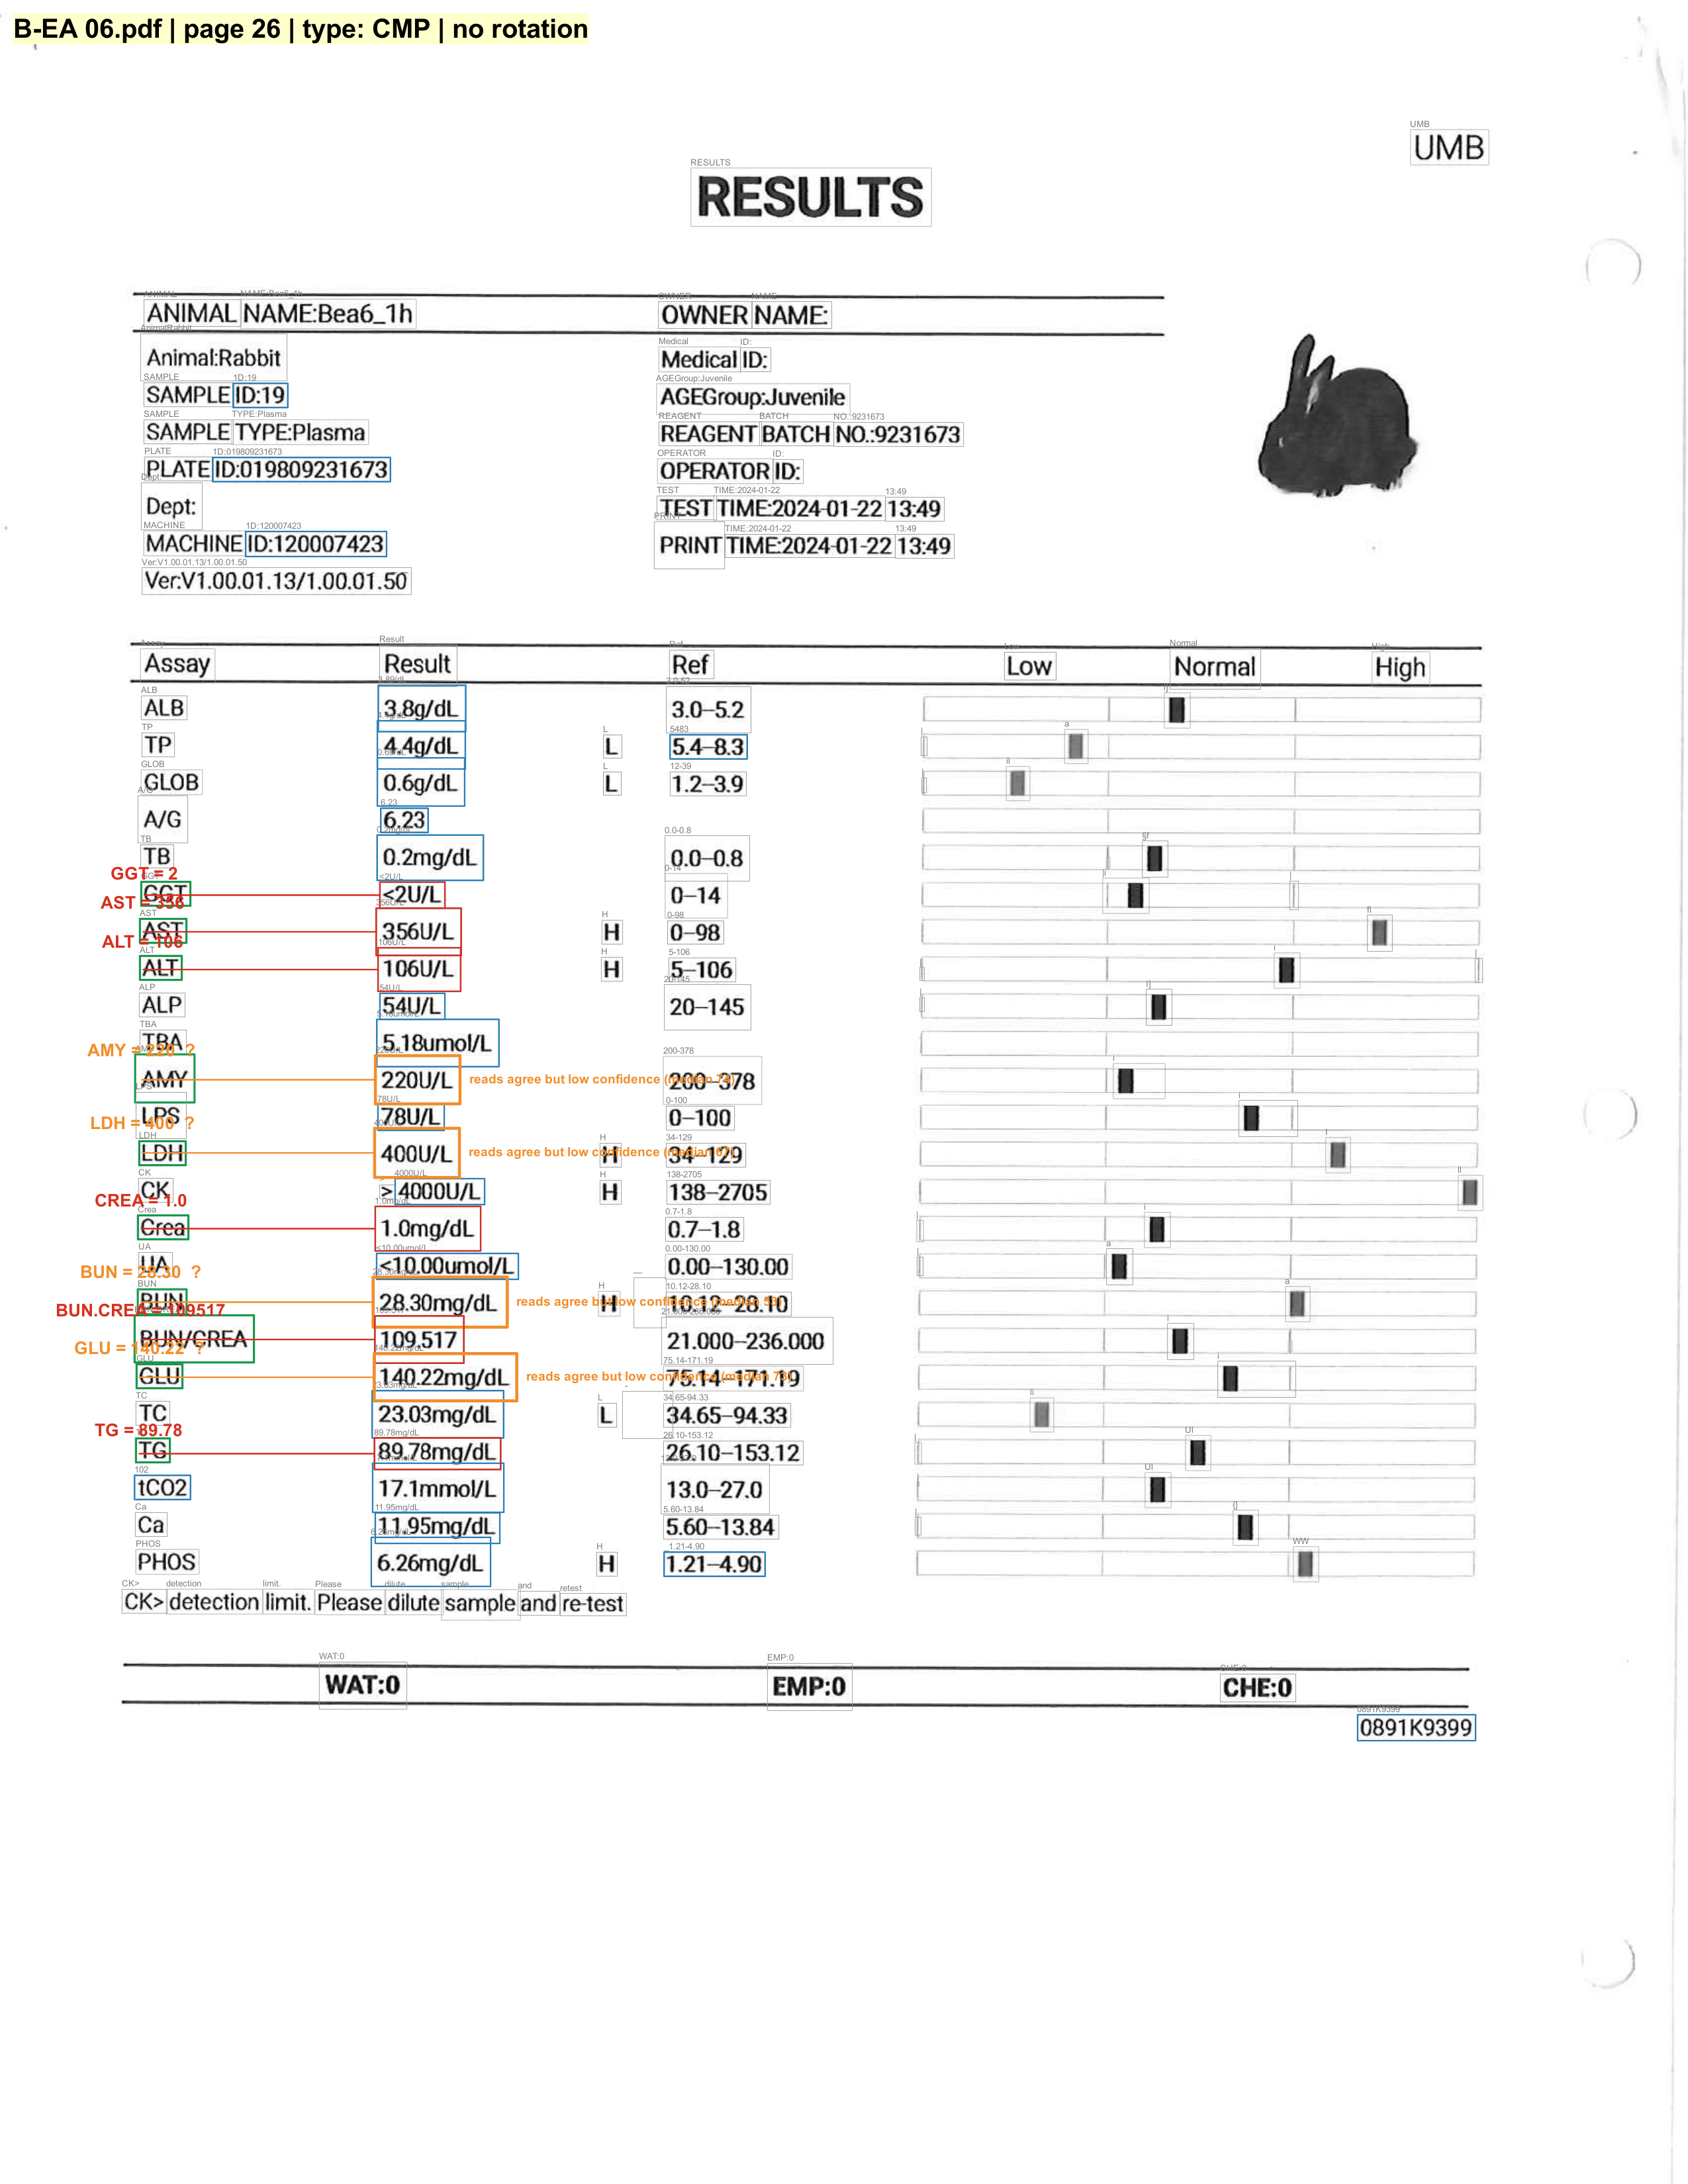 B-EA 06.pdf | page 26 | type: CMP | no rotation
UMB
RESULTS
ANIMAL NAME:Bea6_1h OWNER NAME:
Animal:Rabbit Medical ID:
SAMPLE ID:19 AGEGroup:Juvenile
SAMPLE TYPE:Plasma REAGENT BATCH NO.:9231673
PLATE ID:019809231673 OPERATOR ID:
Dept: TEST TIME:2024-01-22 13:49
MACHINE ID:120007423 PRINT TIME:2024-01-22 13:49
Ver:V1.00.01.13/1.00.01.50
Assay Result Ref Low Normal High
ALB 3.8g/dL 3.0–5.2
TP 4.4g/dL L 5.4–8.3
GLOB 0.6g/dL L 1.2–3.9
A/G 6.23
TB 0.2mg/dL 0.0–0.8
GGT = 2
GGT <2U/L 0–14
AST = 356
AST 356U/L H 0–98
ALT = 106
ALT 106U/L H 5–106
ALP 54U/L 20–145
TBA 5.18umol/L
AMY = 220 ?
AMY 220U/L reads agree but low confidence 200–378
LPS 78U/L 0–100
LDH = 400 ?
LDH 400U/L reads agree but low confidence H 34–129
CK >4000U/L H 138–2705
CREA = 1.0
Crea 1.0mg/dL 0.7–1.8
UA <10.00umol/L 0.00–130.00
BUN = 28.30 ?
BUN 28.30mg/dL reads agree but low confidence H 10.12–28.10
BUN.CREA = 109517
BUN/CREA 109.517 21.000–236.000
GLU = 140.22 ?
GLU 140.22mg/dL reads agree but low confidence 75.14–171.19
TC 23.03mg/dL L 34.65–94.33
TG = 89.78
TG 89.78mg/dL 26.10–153.12
tCO2 17.1mmol/L 13.0–27.0
Ca 11.95mg/dL 5.60–13.84
PHOS 6.26mg/dL H 1.21–4.90
CK> detection limit. Please dilute sample and re-test
WAT:0 EMP:0 CHE:0
0891K9399